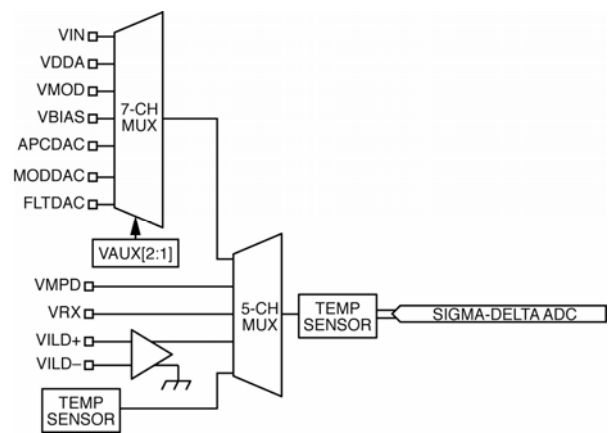 VIN
VDDA
VMOD
VBIAS
APCDAC
MODDAC
FLTDAC
7-CH
MUX
VAUX[2:1]
VMPD
VRX
VILD+
VILD–
TEMP
SENSOR
5-CH
MUX
TEMP
SENSOR
SIGMA-DELTA ADC